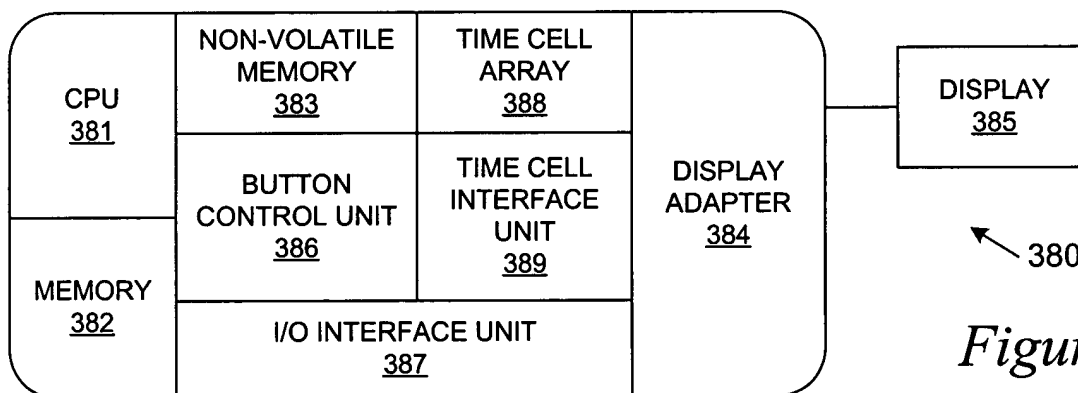 CPU
381
MEMORY
382
NON-VOLATILE
MEMORY
383
TIME CELL
ARRAY
388
BUTTON
CONTROL UNIT
386
TIME CELL
INTERFACE
UNIT
389
I/O INTERFACE UNIT
387
DISPLAY
ADAPTER
384
DISPLAY
385
380